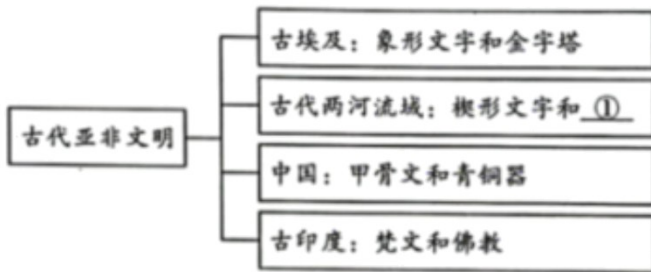 古代亚非文明
古埃及：象形文字和金字塔
古代两河流域：楔形文字和 ①
中国：甲骨文和青铜器
古印度：梵文和佛教